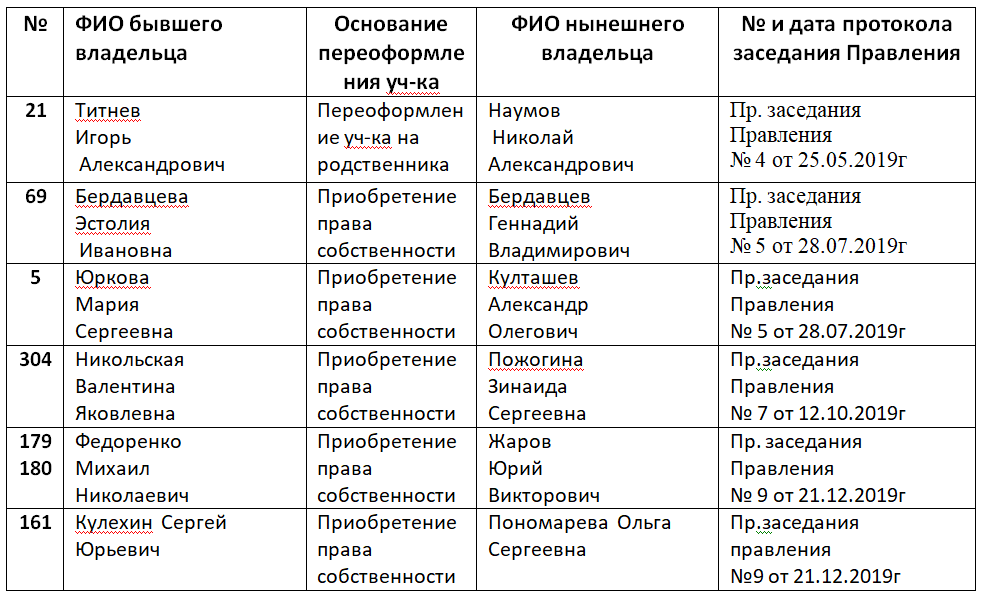 № ФИО бывшего Основание ФИО нынешнего № и дата протокола
владельца переоформле владельца заседания Правления
ния уч-ка
21 Титнев Переоформлен Наумов Пр. заседания
Игорь ие уч-ка на Николай Правления
Александрович родственника Александрович № 4 от 25.05.2019г
69 Бердавцева Приобретение Бердавцев Пр. заседания
Эстолия права Геннадий Правления
Ивановна собственности Владимирович № 5 от 28.07.2019г
5 Юркова Приобретение Култашев Пр.заседания
Мария права Александр Правления
Сергеевна собственности Олегович № 5 от 28.07.2019г
304 Никольская Приобретение Пожогина Пр.заседания
Валентина права Зинаида Правления
Яковлевна собственности Сергеевна № 7 от 12.10.2019г
179 Федоренко Приобретение Жаров Пр. заседания
180 Михаил права Юрий Правления
Николаевич собственности Викторович № 9 от 21.12.2019г
161 Кулехин Сергей Приобретение Пономарева Ольга Пр.заседания
Юрьевич права Сергеевна правления
собственности №9 от 21.12.2019г